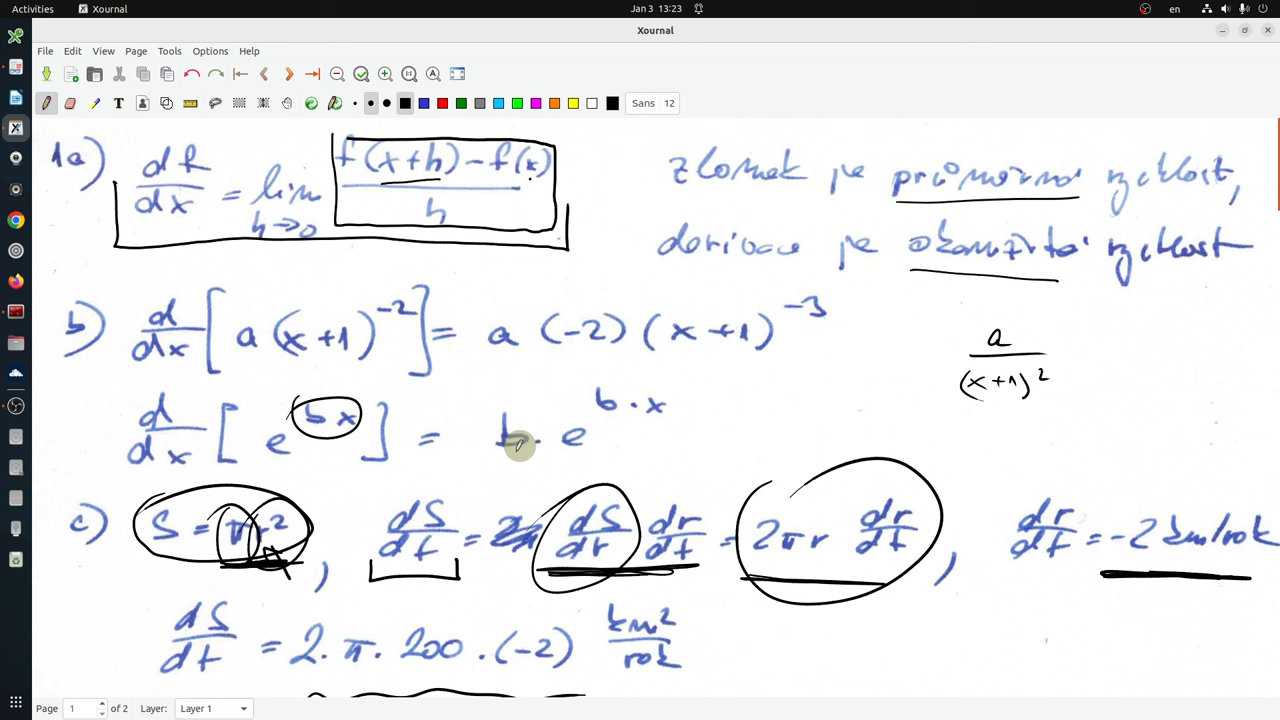 Activities
Xournal
Jan 3 13:23
en
Xournal
File Edit View Page Tools Options Help
Sans 12
1a) df/dx = lim h→0 f(x+h) − f(x) / h
zlomek je průměrná rychlost,
derivace je okamžitá rychlost
b) d/dx [ a (x+1)^-2 ] = a (-2) (x+1)^-3
a / (x+1)^2
d/dx [ e^bx ] = b · e^b·x
c) S = πr^2, dS/dt = dS/dr dr/dt = 2πr dr/dt, dr/dt = -2 km/rok
dS/dt = 2·π·200·(-2) km^2/rok
Page 1 of 2 Layer: Layer 1